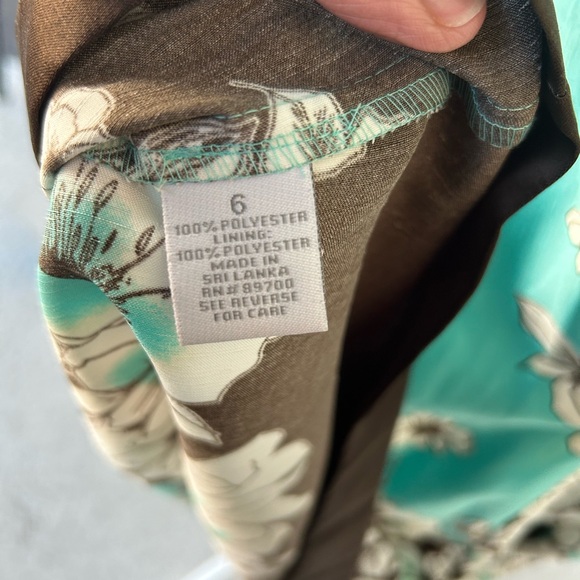 6
100% POLYESTER
LINING:
100% POLYESTER
MADE IN
SRI LANKA
RN# 89700
SEE REVERSE
FOR CARE